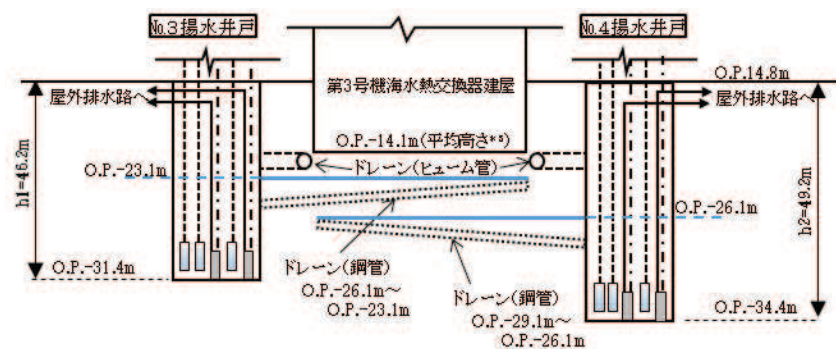 No.3揚水井戸
No.4揚水井戸
第3号機海水熱交換器建屋
O.P.14.8m
屋外排水路へ
屋外排水路へ
O.P.-14.1m(平均高さ*5)
O.P.-23.1m
ドレーン(ヒューム管)
h1=46.2m
O.P.-26.1m
h2=49.2m
O.P.-31.4m
ドレーン(鋼管)
O.P.-26.1m～
O.P.-23.1m
ドレーン(鋼管)
O.P.-29.1m～
O.P.-26.1m
O.P.-34.4m